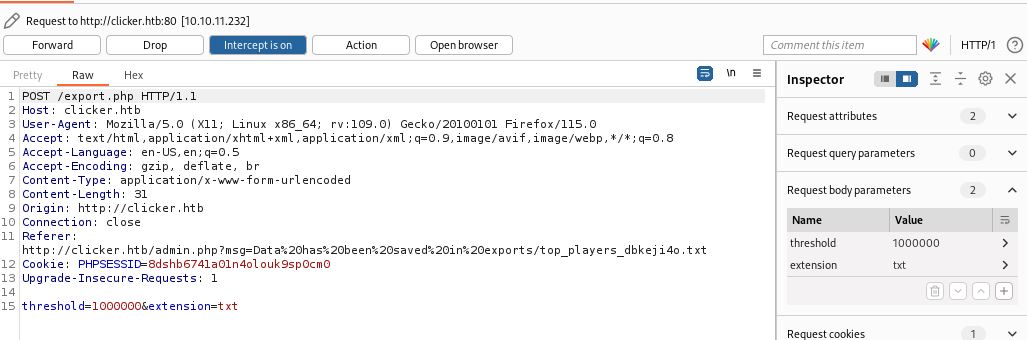 Request to http://clicker.htb:80 [10.10.11.232]
Forward Drop Intercept is on Action Open browser Comment this item HTTP/1
Pretty Raw Hex \n
Inspector
1 POST /export.php HTTP/1.1
2 Host: clicker.htb
3 User-Agent: Mozilla/5.0 (X11; Linux x86_64; rv:109.0) Gecko/20100101 Firefox/115.0
4 Accept: text/html,application/xhtml+xml,application/xml;q=0.9,image/avif,image/webp,*/*;q=0.8
5 Accept-Language: en-US,en;q=0.5
6 Accept-Encoding: gzip, deflate, br
7 Content-Type: application/x-www-form-urlencoded
8 Content-Length: 31
9 Origin: http://clicker.htb
10 Connection: close
11 Referer:
http://clicker.htb/admin.php?msg=Data%20has%20been%20saved%20in%20exports/top_players_dbkeji4o.txt
12 Cookie: PHPSESSID=8dshb6741a01n4olouk9sp0cm0
13 Upgrade-Insecure-Requests: 1
14
15 threshold=1000000&extension=txt
Request attributes 2
Request query parameters 0
Request body parameters 2
Name Value
threshold 1000000
extension txt
Request cookies 1